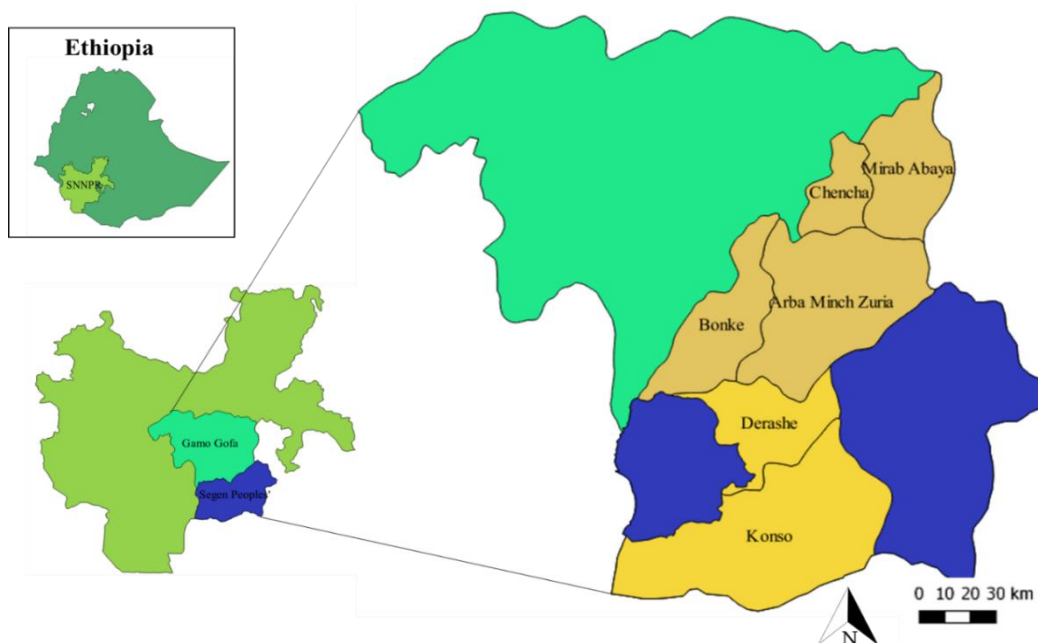 Ethiopia
SNNPR
Gamo Gofa
Segen Peoples'
Mirab Abaya
Chencha
Arba Minch Zuria
Bonke
Derashe
Konso
0 10 20 30 km
N